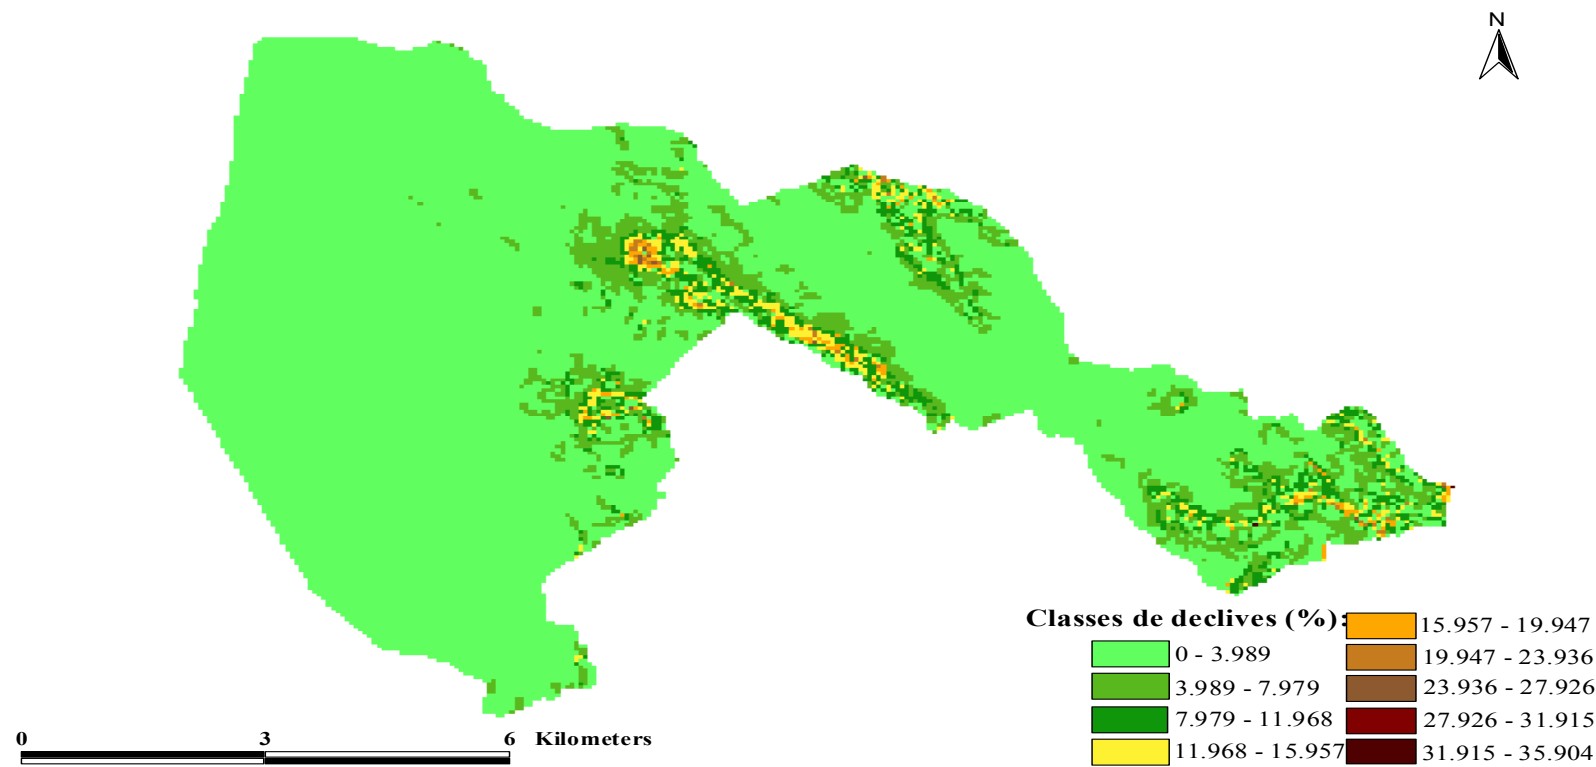 N
Classes de declives (%):
0 - 3.989
3.989 - 7.979
7.979 - 11.968
11.968 - 15.957
15.957 - 19.947
19.947 - 23.936
23.936 - 27.926
27.926 - 31.915
31.915 - 35.904
0 3 6 Kilometers